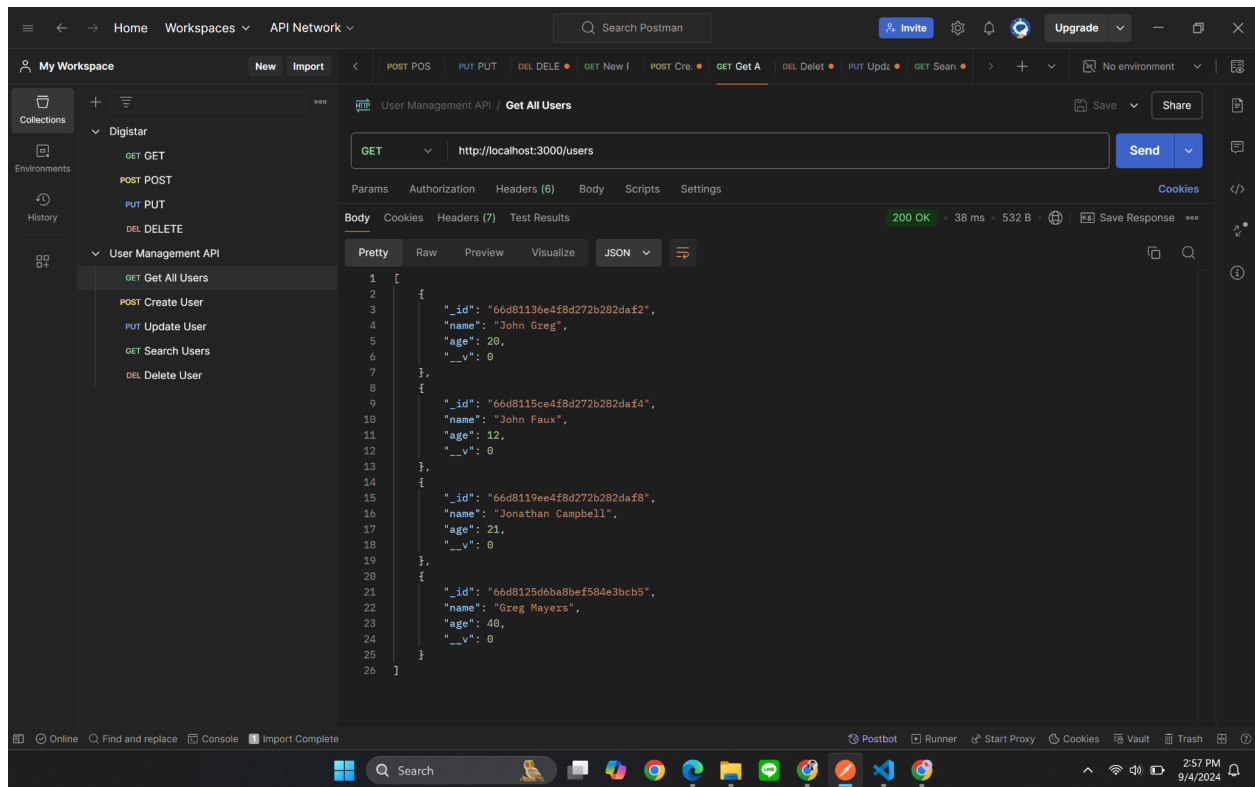 Home Workspaces API Network Search Postman Invite Upgrade
My Workspace New Import POST POS PUT PUT DEL DELE GET New POST Cre. GET Get A DEL Delet PUT Upda GET Sear No environment
Collections
Environments
History
Digistar
GET GET
POST POST
PUT PUT
DEL DELETE
User Management API
GET Get All Users
POST Create User
PUT Update User
GET Search Users
DEL Delete User
HTTP User Management API / Get All Users Save Share
GET http://localhost:3000/users Send
Params Authorization Headers (6) Body Scripts Settings Cookies
Body Cookies Headers (7) Test Results 200 OK 38 ms 532 B e.g. Save Response
Pretty Raw Preview Visualize JSON
1 [
2 {
3 "_id": "66d81136e4f8d272b282daf2",
4 "name": "John Greg",
5 "age": 20,
6 "__v": 0
7 },
8 {
9 "_id": "66d8115ce4f8d272b282daf4",
10 "name": "John Faux",
11 "age": 12,
12 "__v": 0
13 },
14 {
15 "_id": "66d8119ee4f8d272b282daf8",
16 "name": "Jonathan Campbell",
17 "age": 21,
18 "__v": 0
19 },
20 {
21 "_id": "66d8125d6ba8bef584e3bcb5",
22 "name": "Greg Mayers",
23 "age": 40,
24 "__v": 0
25 }
26 ]
Online Find and replace Console 1 Import Complete Postbot Runner Start Proxy Cookies Vault Trash
Search LINE 2:57 PM
9/4/2024